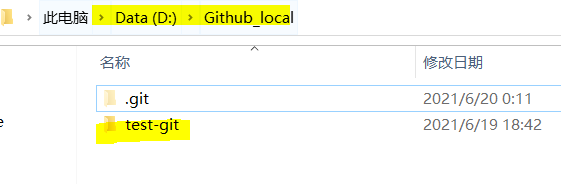 此电脑 › Data (D:) › Github_local
名称 修改日期
.git 2021/6/20 0:11
test-git 2021/6/19 18:42
e